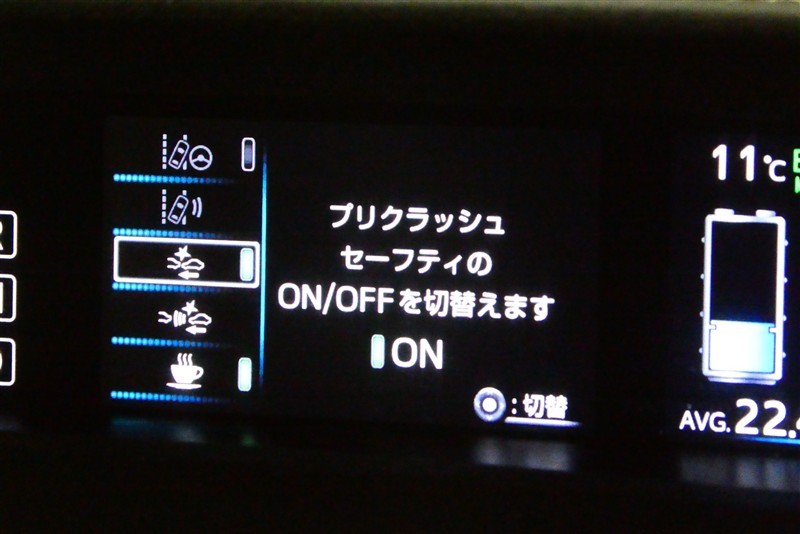 プリクラッシュ
セーフティの
ON/OFFを切替えます
ON
:切替
11℃
AVG.22.4